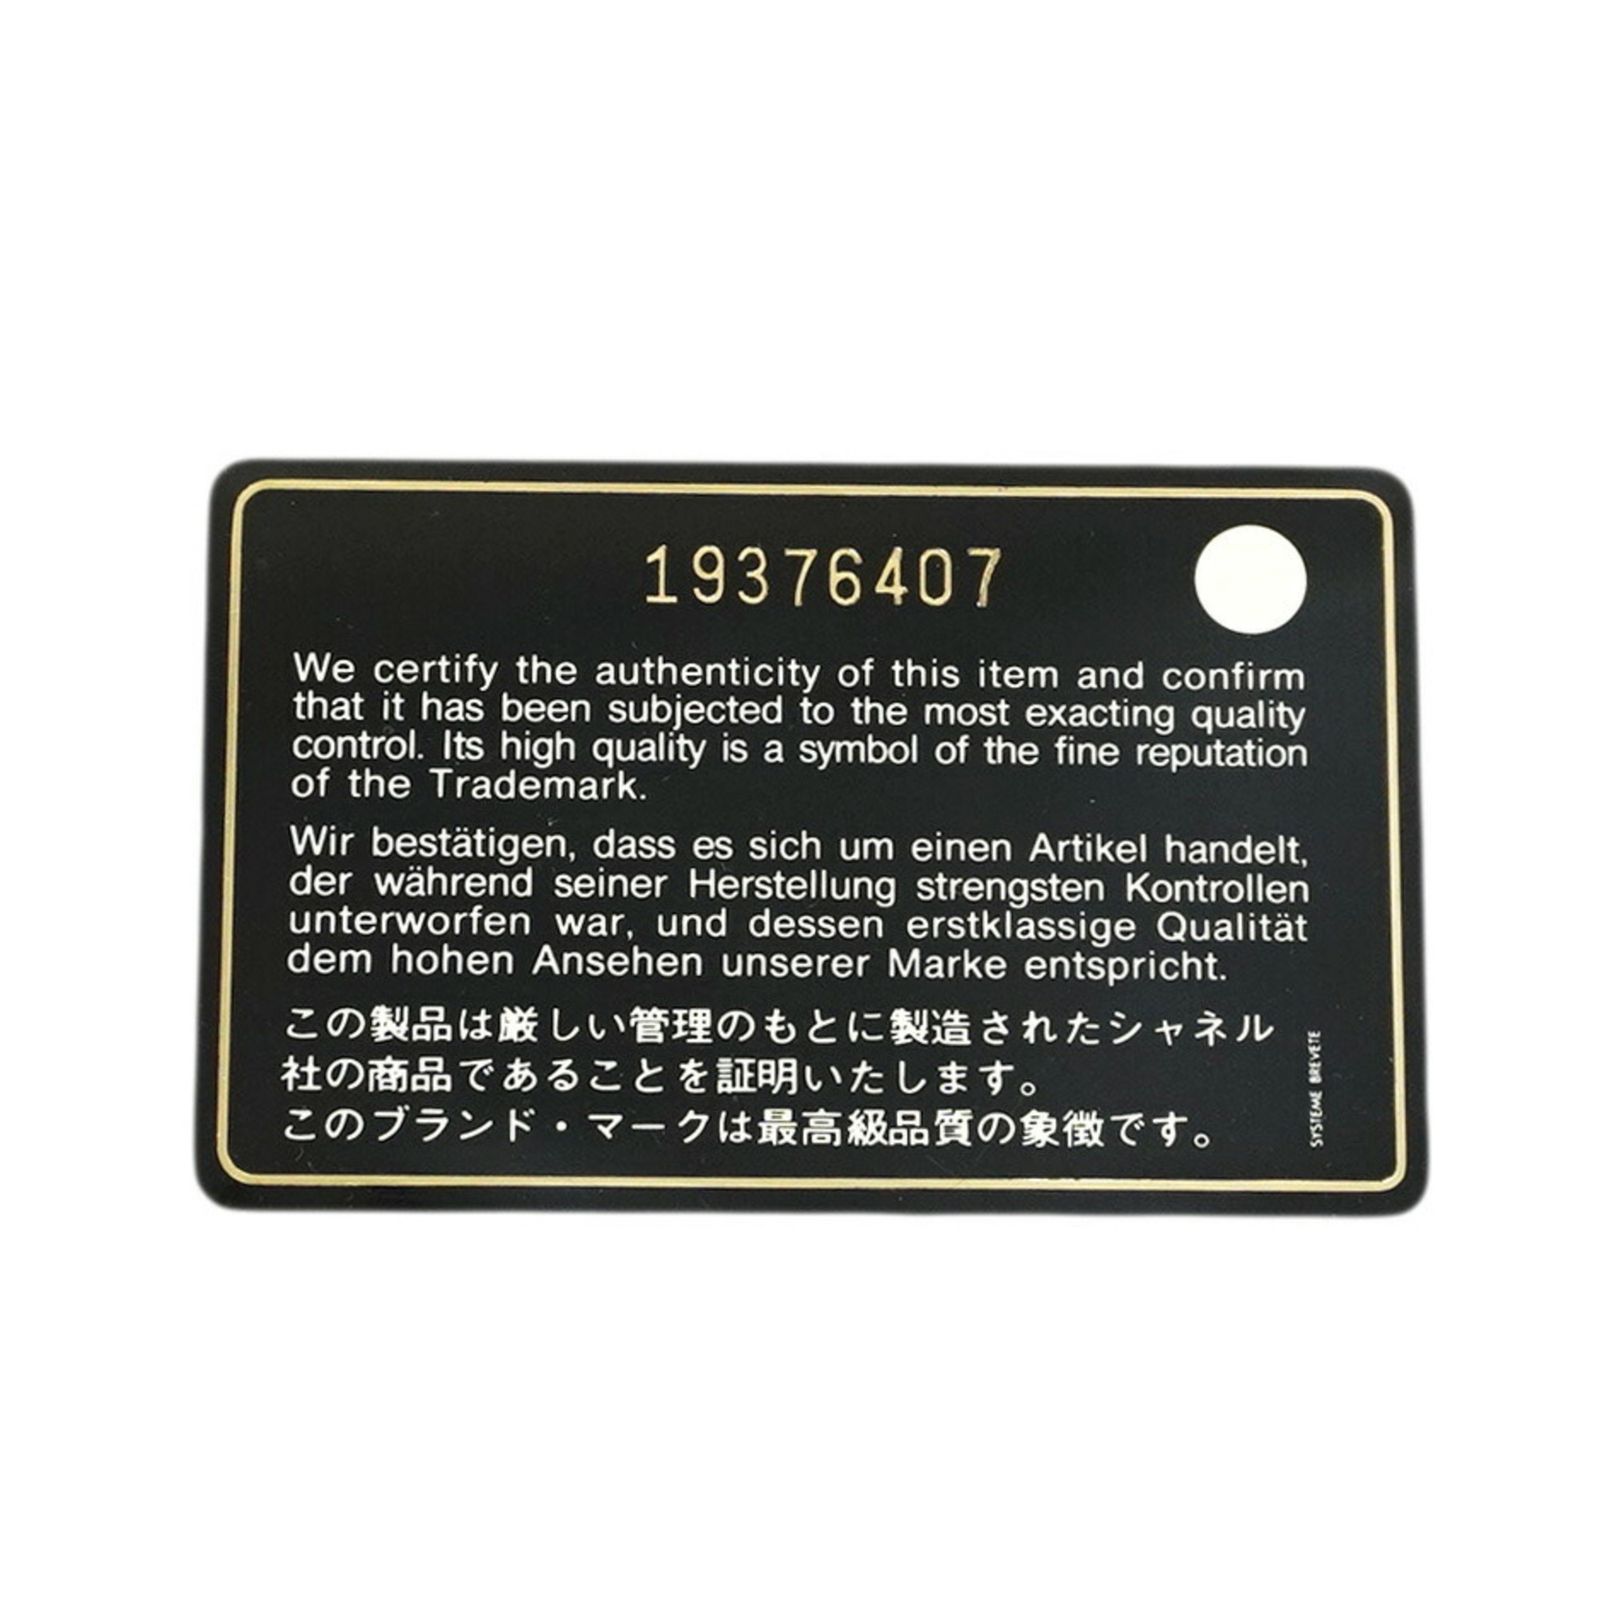 19376407
We certify the authenticity of this item and confirm
that it has been subjected to the most exacting quality
control. Its high quality is a symbol of the fine reputation
of the Trademark.
Wir bestätigen, dass es sich um einen Artikel handelt,
der während seiner Herstellung strengsten Kontrollen
unterworfen war, und dessen erstklassige Qualität
dem hohen Ansehen unserer Marke entspricht.
この製品は厳しい管理のもとに製造されたシャネル
社の商品であることを証明いたします。
このブランド・マークは最高級品質の象徴です。
SYSTEME BREVETE